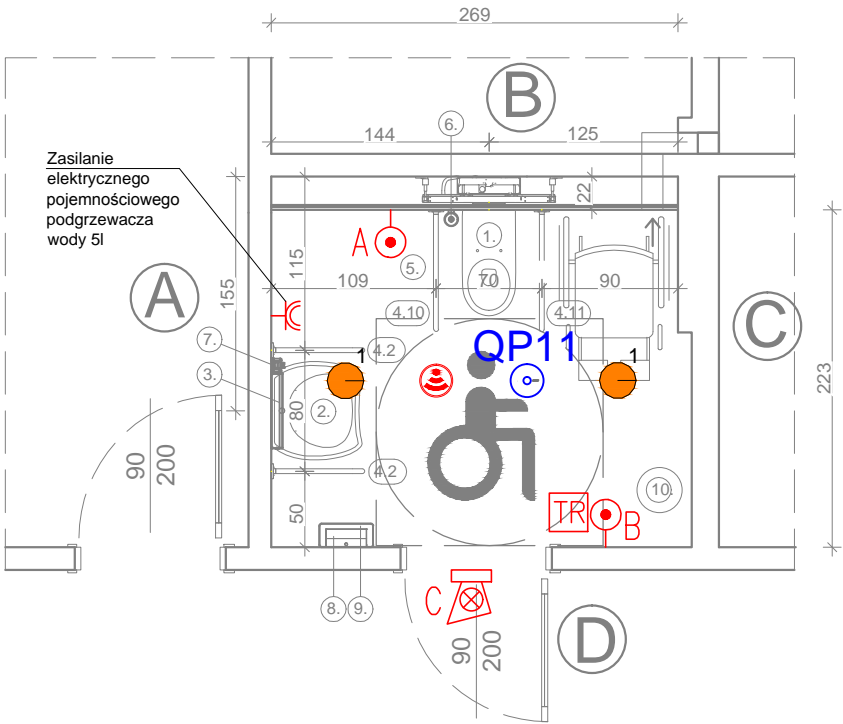 269
B
144
125
6.
Zasilanie
elektrycznego
pojemnościowego
podgrzewacza
wody 5l
22
1.
A
5.
115
109
70
90
155
A
4.10
4.11
C
QP11
7.
4.2
1
1
3.
223
80
2.
4.2
90
200
10.
50
TR
B
8.
9.
C
D
90
200